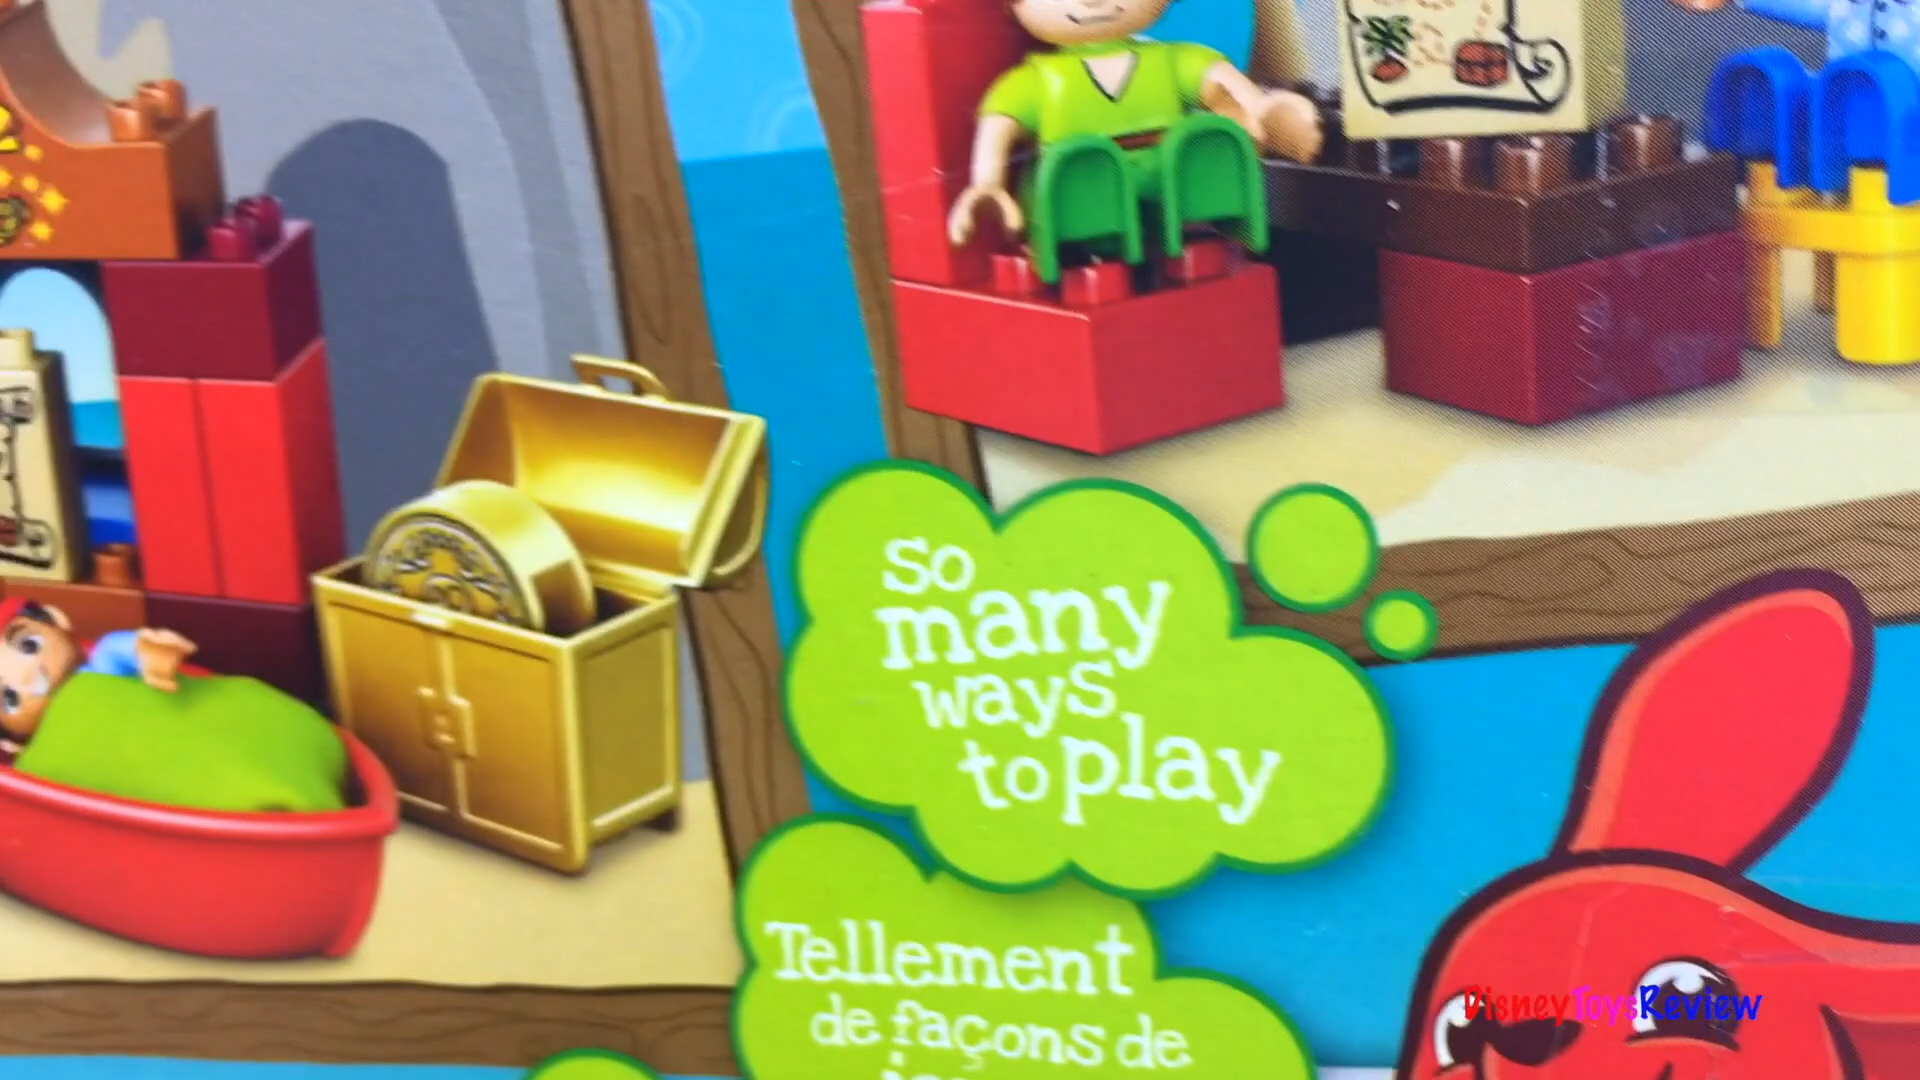 so
many
ways
to play
Tellement
de façons de
DisneyToysReview